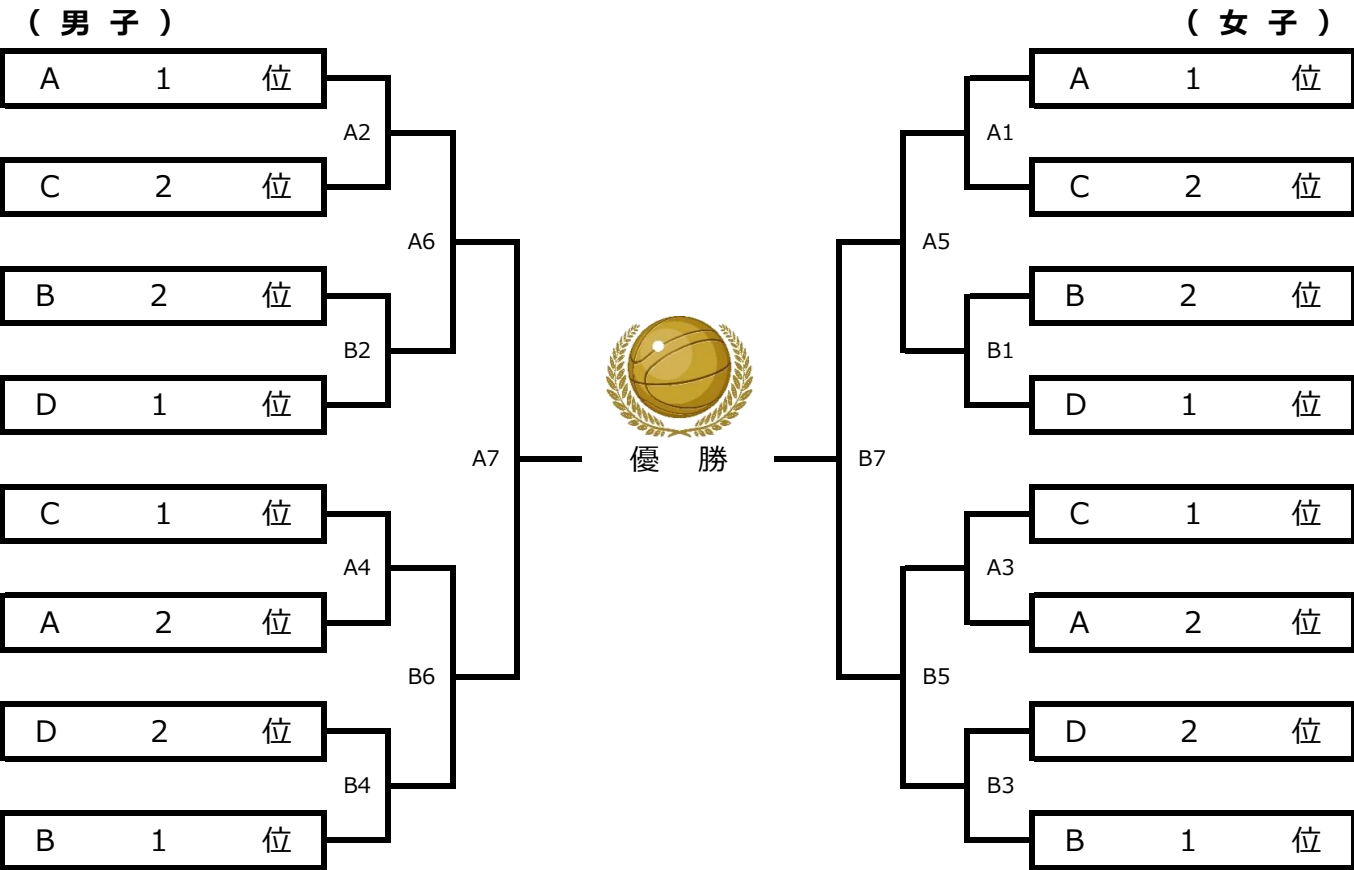 (男子)
(女子)
A 1 位
A 1 位
A2
A1
C 2 位
C 2 位
A6
A5
B 2 位
B 2 位
B2
B1
D 1 位
D 1 位
A7
優 勝
B7
C 1 位
C 1 位
A4
A3
A 2 位
A 2 位
B6
B5
D 2 位
D 2 位
B4
B3
B 1 位
B 1 位